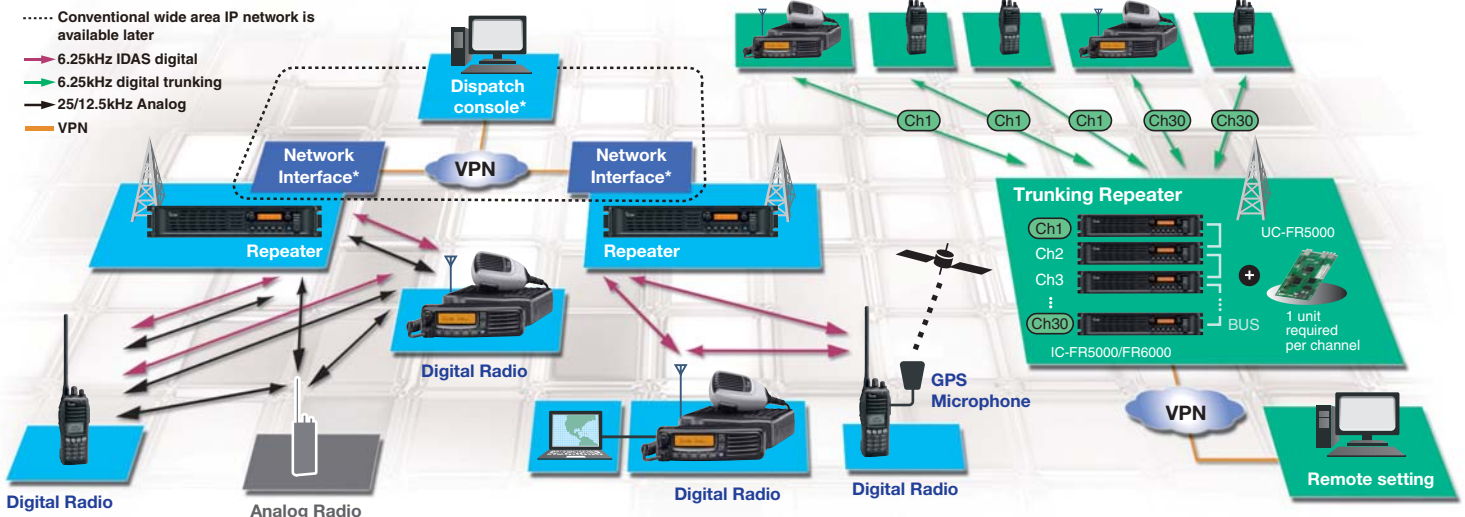 Conventional wide area IP network is
available later
6.25kHz IDAS digital
6.25kHz digital trunking
25/12.5kHz Analog
VPN
Dispatch
console*
Network
Interface*
VPN
Network
Interface*
Repeater
Repeater
Digital Radio
Digital Radio
Analog Radio
Digital Radio
Digital Radio
GPS
Microphone
Ch1
Ch1
Ch1
Ch30
Ch30
Trunking Repeater
Ch1
Ch2
Ch3
Ch30
BUS
IC-FR5000/FR6000
UC-FR5000
+
1 unit
required
per channel
VPN
Remote setting